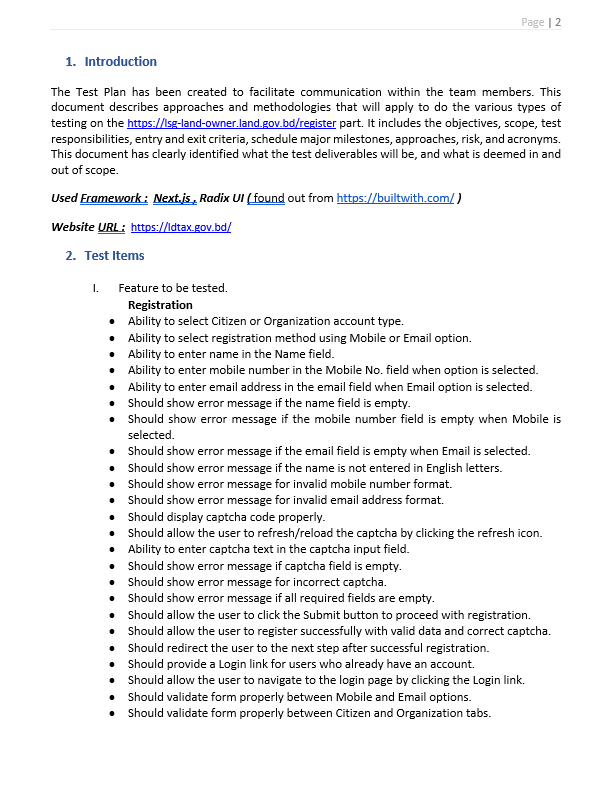 Page | 2
1. Introduction
The Test Plan has been created to facilitate communication within the team members. This
document describes approaches and methodologies that will apply to do the various types of
testing on the https://lsg-land-owner.land.gov.bd/register part. It includes the objectives, scope, test
responsibilities, entry and exit criteria, schedule major milestones, approaches, risk, and acronyms.
This document has clearly identified what the test deliverables will be, and what is deemed in and
out of scope.
Used Framework : Next.js , Radix UI ( found out from https://builtwith.com/ )
Website URL : https://ldtax.gov.bd/
2. Test Items
I. Feature to be tested.
Registration
• Ability to select Citizen or Organization account type.
• Ability to select registration method using Mobile or Email option.
• Ability to enter name in the Name field.
• Ability to enter mobile number in the Mobile No. field when option is selected.
• Ability to enter email address in the email field when Email option is selected.
• Should show error message if the name field is empty.
• Should show error message if the mobile number field is empty when Mobile is
selected.
• Should show error message if the email field is empty when Email is selected.
• Should show error message if the name is not entered in English letters.
• Should show error message for invalid mobile number format.
• Should show error message for invalid email address format.
• Should display captcha code properly.
• Should allow the user to refresh/reload the captcha by clicking the refresh icon.
• Ability to enter captcha text in the captcha input field.
• Should show error message if captcha field is empty.
• Should show error message for incorrect captcha.
• Should show error message if all required fields are empty.
• Should allow the user to click the Submit button to proceed with registration.
• Should allow the user to register successfully with valid data and correct captcha.
• Should redirect the user to the next step after successful registration.
• Should provide a Login link for users who already have an account.
• Should allow the user to navigate to the login page by clicking the Login link.
• Should validate form properly between Mobile and Email options.
• Should validate form properly between Citizen and Organization tabs.